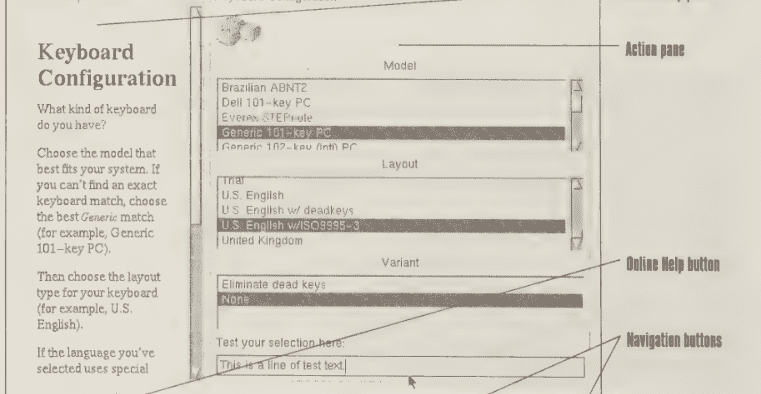 Keyboard
Configuration
What kind of keyboard
do you have?
Choose the model that
best fits your system. If
you can't find an exact
keyboard match, choose
the best Generic match
(for example, Generic
101-key PC).
Then choose the layout
type for your keyboard
(for example, U.S.
English).
If the language you've
selected uses special
Model
Brazilian ABNT2
Dell 101-key PC
Everex STEPnote
Generic 101-key PC
Generic 102-key (Intl) PC
Layout
Thai
U.S. English
U.S. English w/ deadkeys
U.S. English w/ISO9995-3
United Kingdom
Variant
Eliminate dead keys
None
Test your selection here:
This is a line of test text.
Action pane
Online Help button
Navigation buttons